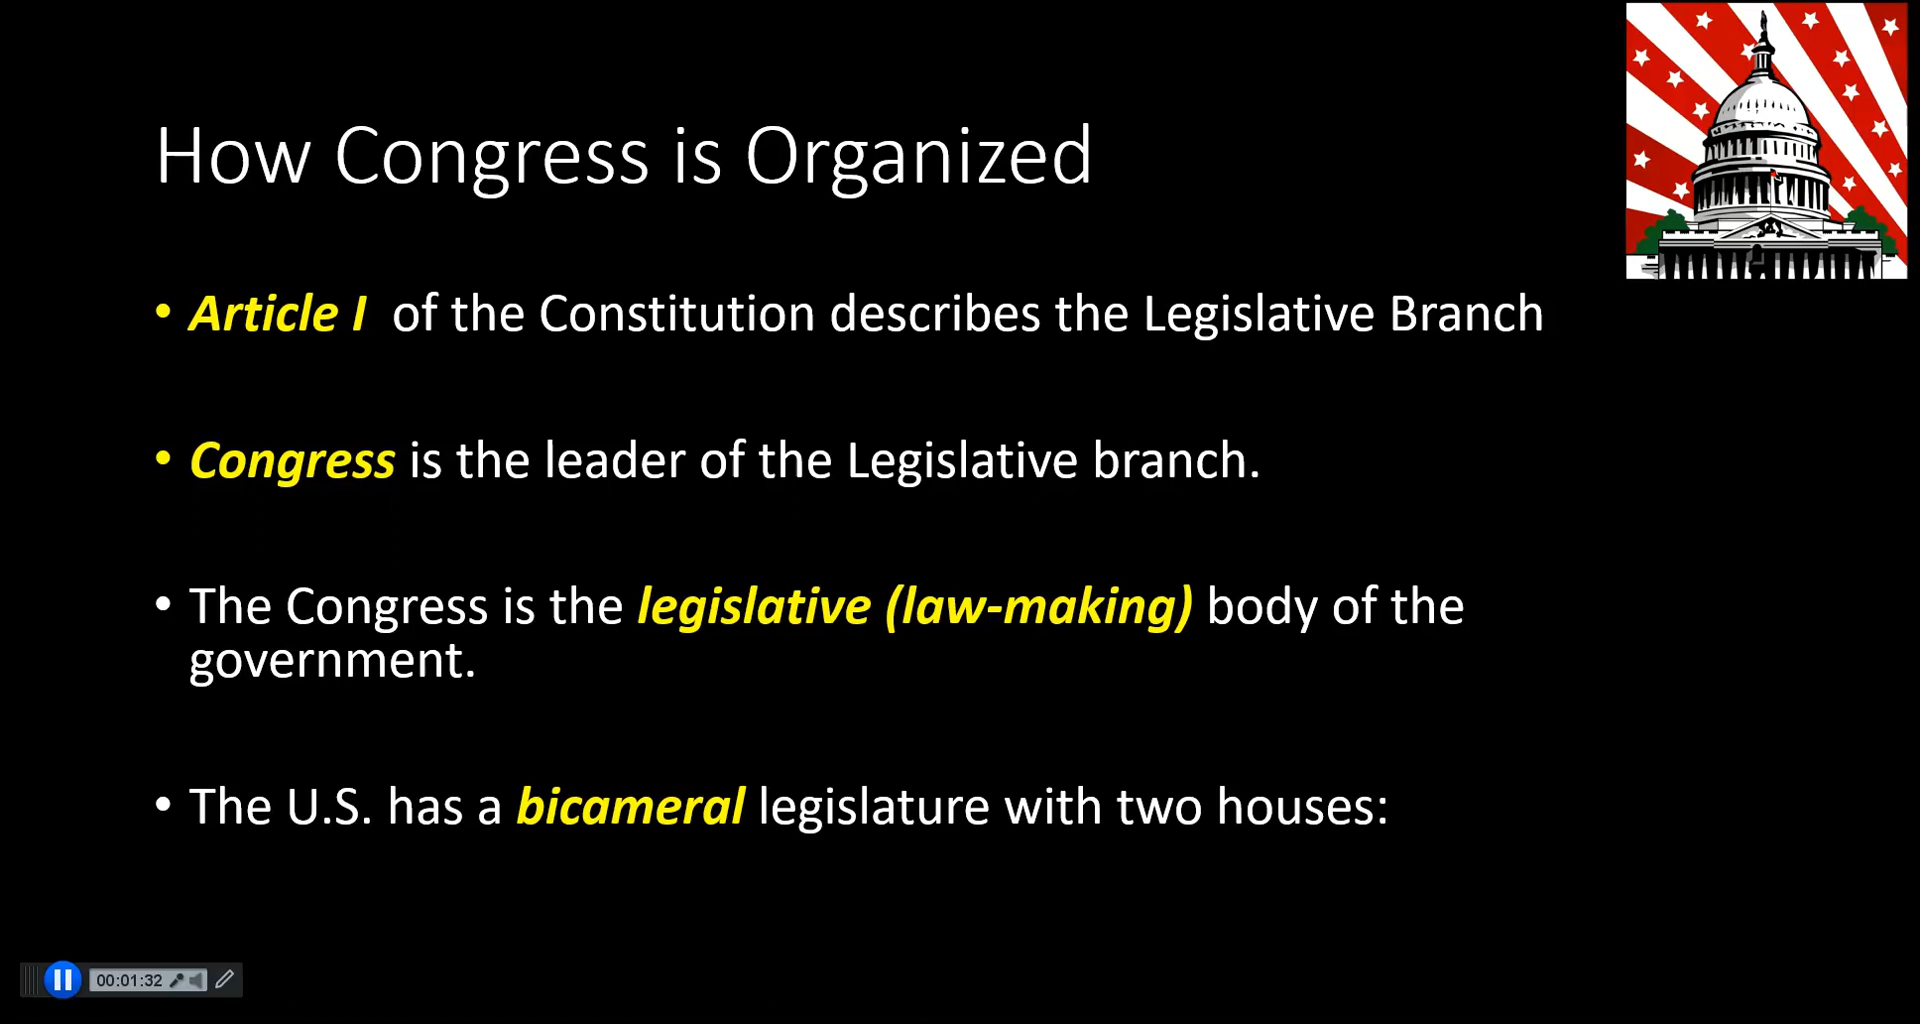 How Congress is Organized
• Article I of the Constitution describes the Legislative Branch
• Congress is the leader of the Legislative branch.
• The Congress is the legislative (law-making) body of the
government.
• The U.S. has a bicameral legislature with two houses:
00:01:32